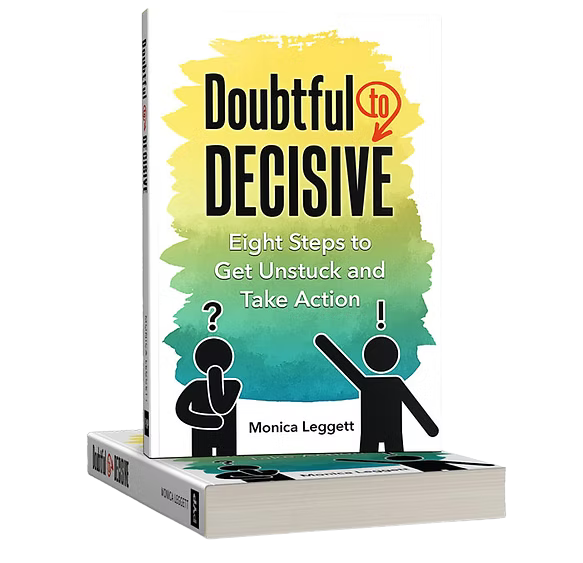 Doubtful to
DECISIVE
Eight Steps to
Get Unstuck and
Take Action
?
!
Monica Leggett
Doubtful to DECISIVE
MONICA LEGGETT
Doubtful to DECISIVE
MONICA LEGGETT
Monica Leggett